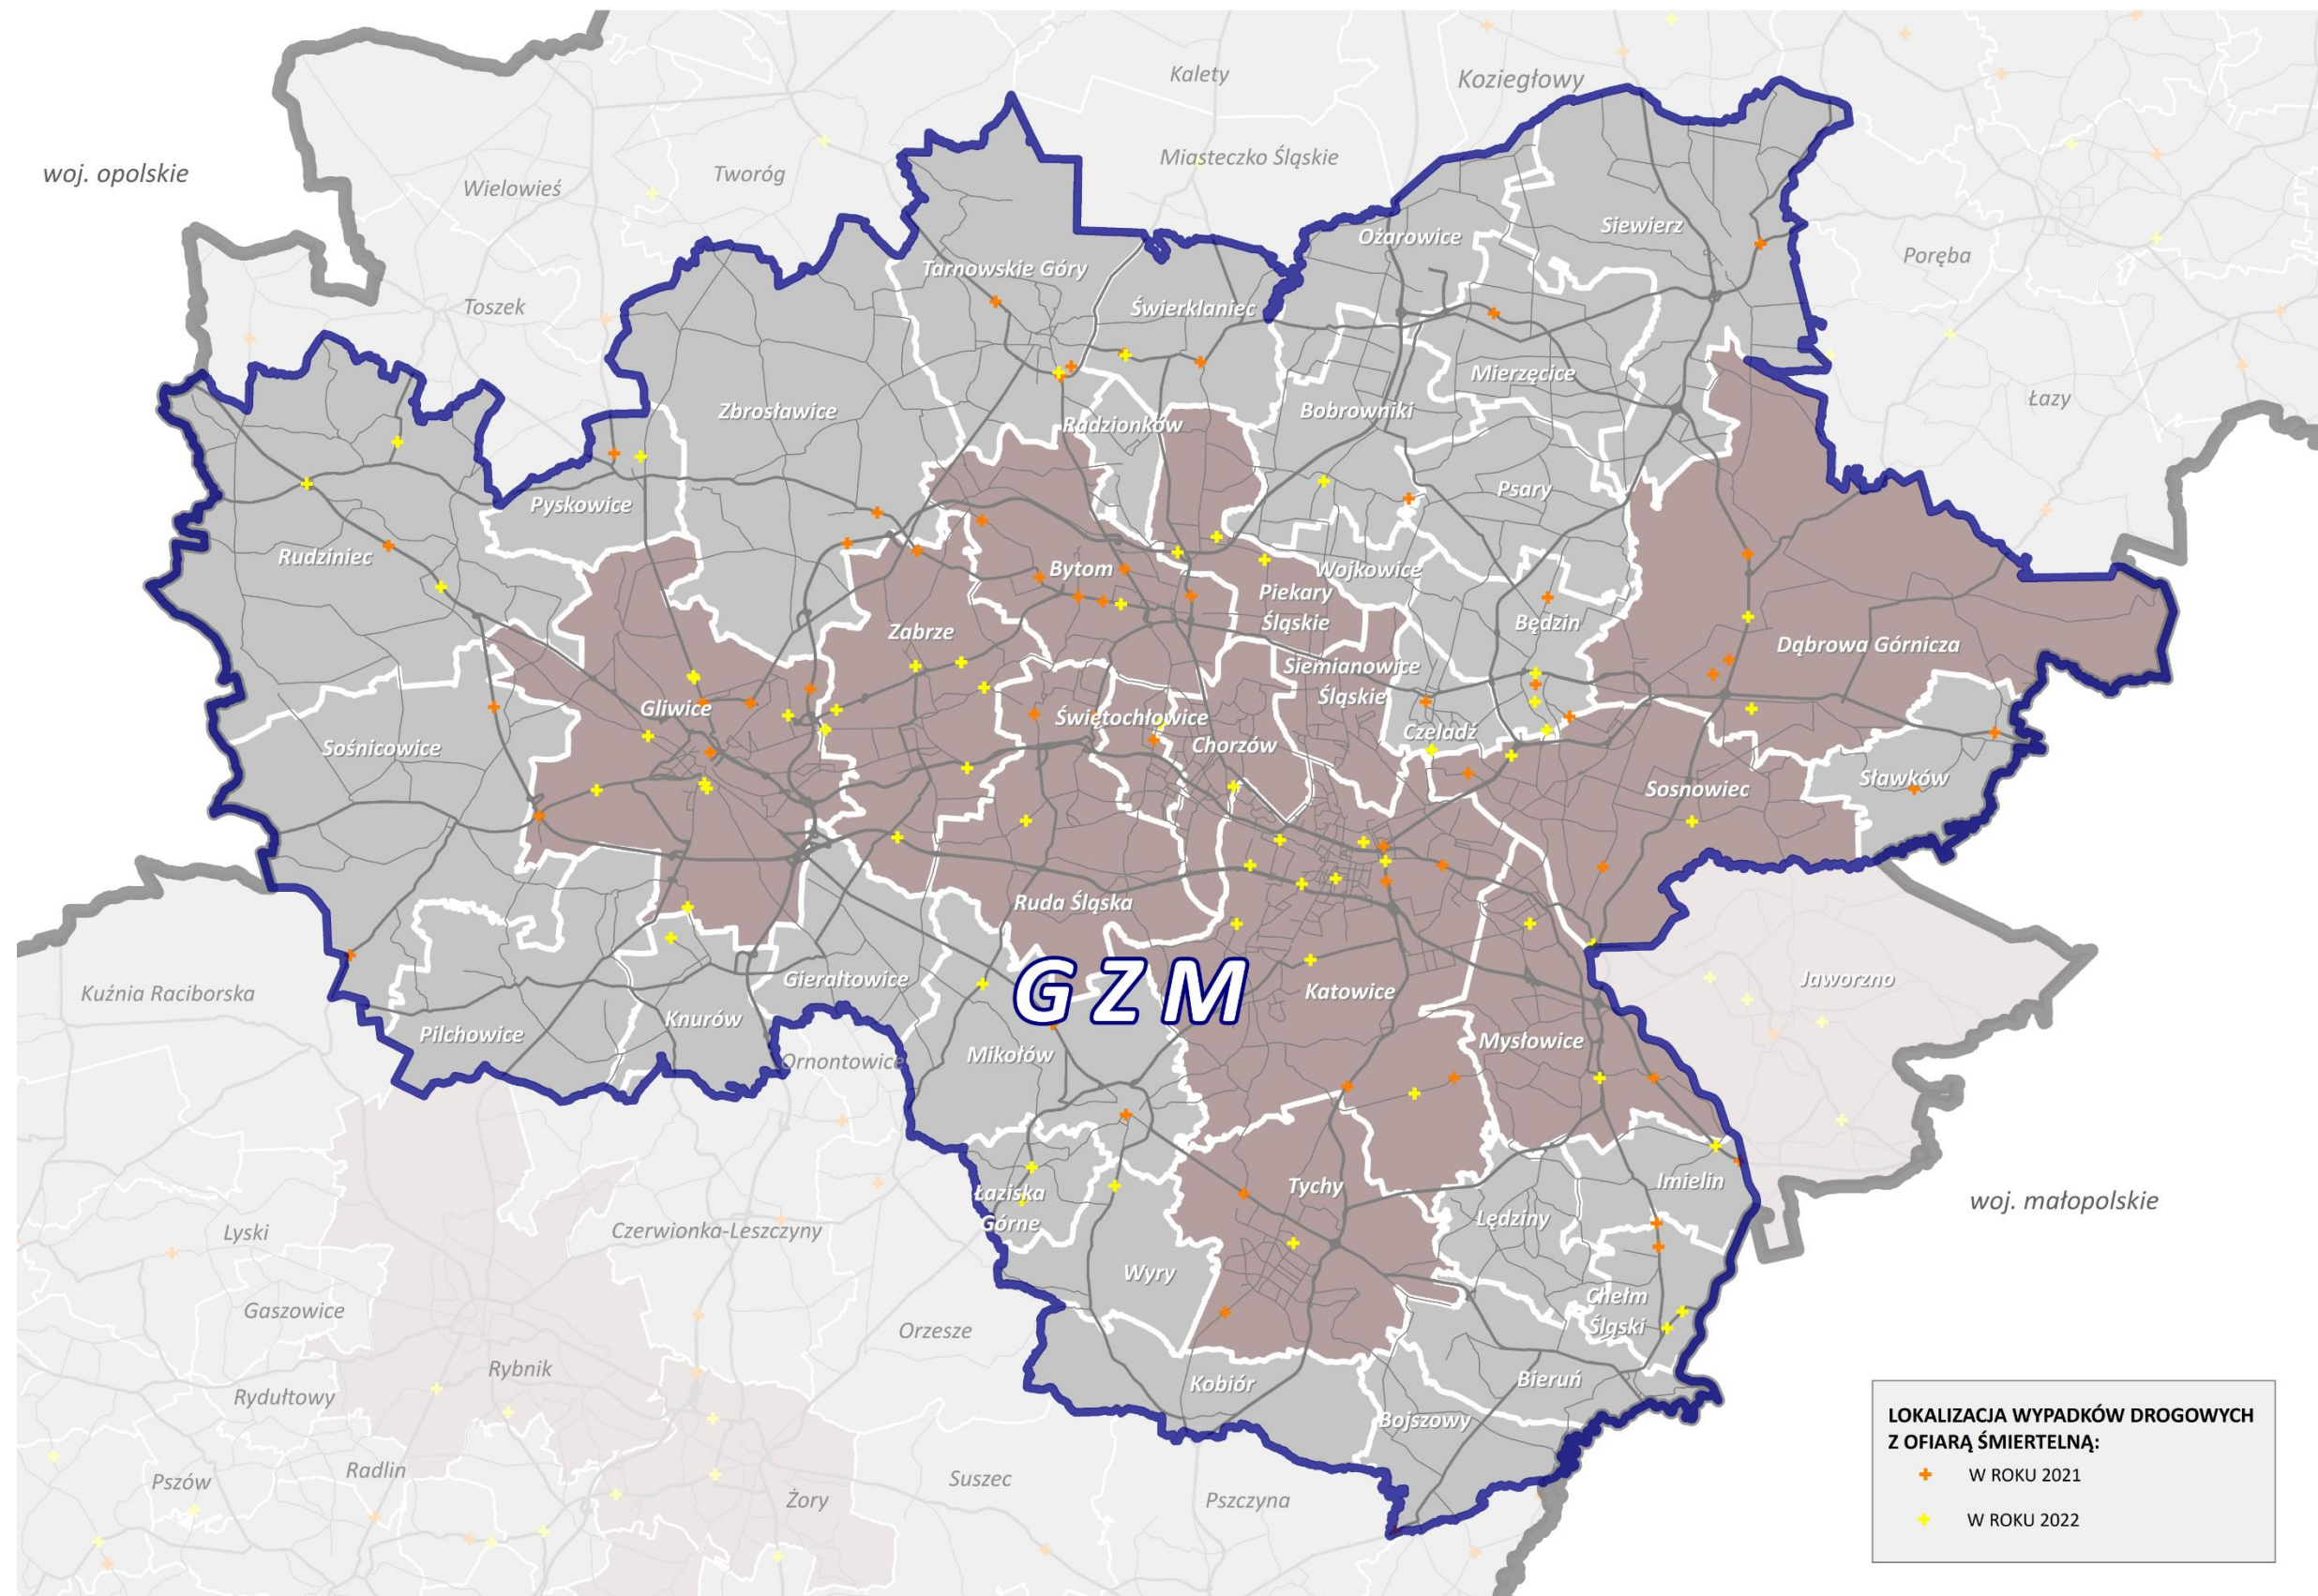 Kalety
Koziegłowy
woj. opolskie
Wielowieś
Tworóg
Miasteczko Śląskie
Toszek
Tarnowskie Góry
Świerklaniec
Ożarowice
Siewierz
Poręba
Zbrosławice
Radzionków
Bobrowniki
Mierzęcice
Łazy
Pyskowice
Psary
Rudziniec
Bytom
Piekary
Śląskie
Wojkowice
Będzin
Zabrze
Siemianowice
Śląskie
Dąbrowa Górnicza
Sośnicowice
Gliwice
Świętochłowice
Chorzów
Czeladź
Sosnowiec
Sławków
Ruda Śląska
GZM
Kuźnia Raciborska
Pilchowice
Knurów
Gierałtowice
Katowice
Jaworzno
Ornontowice
Mikołów
Mysłowice
Lyski
Czerwionka-Leszczyny
Łaziska
Górne
Tychy
Lędziny
Imielin
woj. małopolskie
Gaszowice
Orzesze
Wyry
Chełm
Śląski
Rydułtowy
Rybnik
Kobiór
Bojszowy
Bieruń
Pszów
Radlin
Żory
Suszec
Pszczyna
LOKALIZACJA WYPADKÓW DROGOWYCH
Z OFIARĄ ŚMIERTELNĄ:
W ROKU 2021
W ROKU 2022